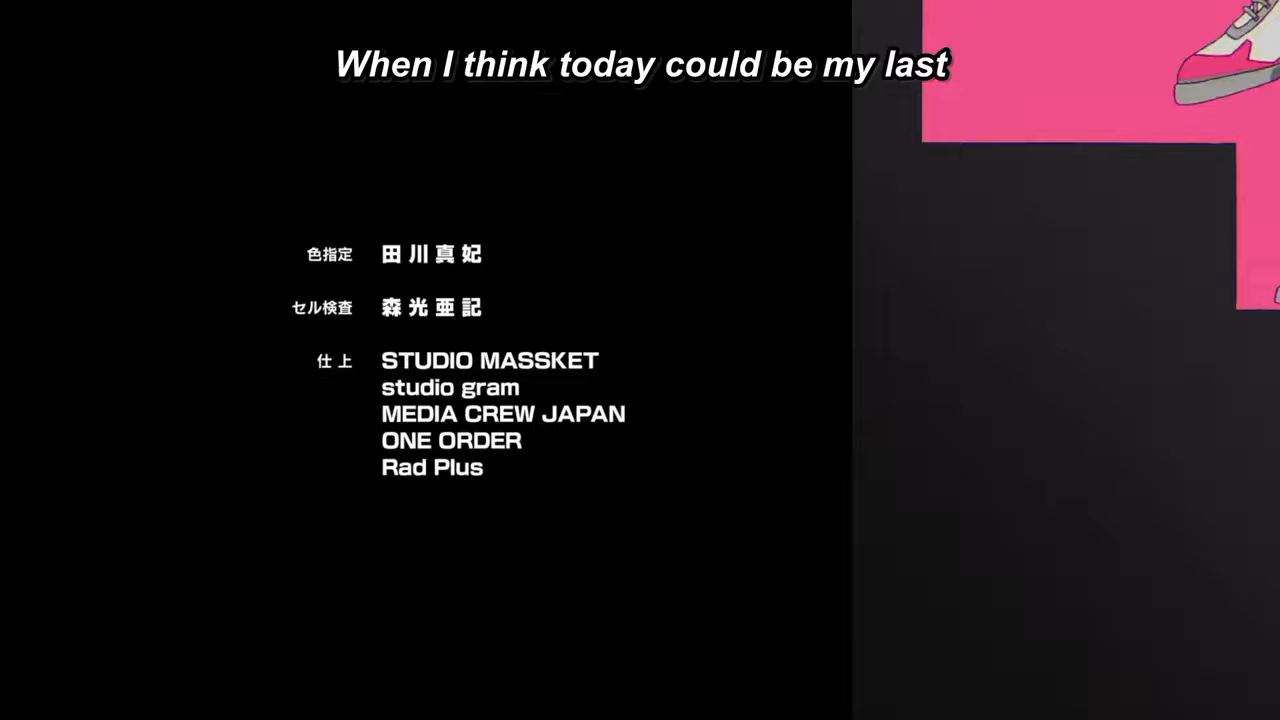 When I think today could be my last
色指定 田川真妃
セル検査 森光亜記
仕上 STUDIO MASSKET
studio gram
MEDIA CREW JAPAN
ONE ORDER
Rad Plus